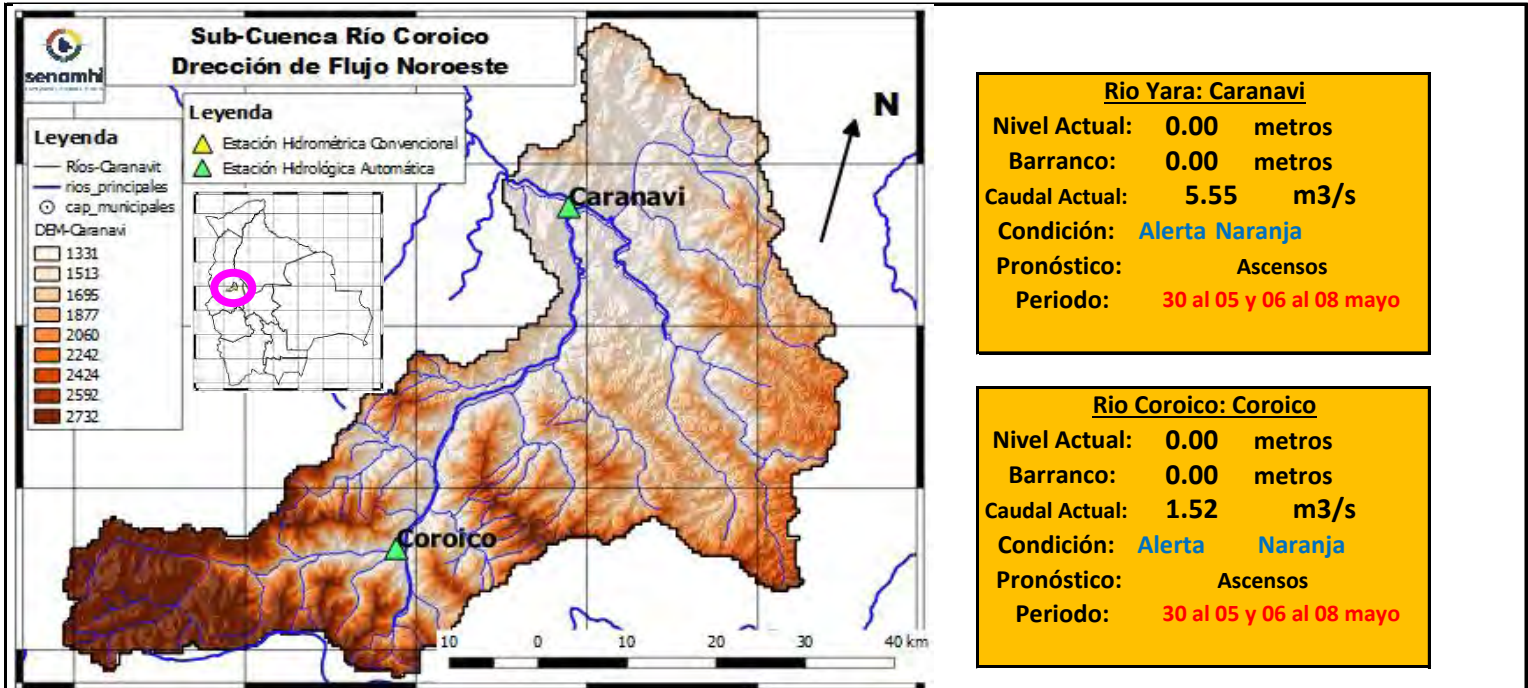 senamhi
Sub-Cuenca Río Coroico
Drección de Flujo Noroeste
Leyenda
Estación Hidrométrica Convencional
Estación Hidrológica Automática
Leyenda
Ríos-Caranavit
rios_principales
cap_municipales
DEM-Caranavi
1331
1513
1695
1877
2060
2242
2424
2592
2732
N
Caranavi
Coroico
10 0 10 20 30 40 km
Rio Yara: Caranavi
Nivel Actual: 0.00 metros
Barranco: 0.00 metros
Caudal Actual: 5.55 m3/s
Condición: Alerta Naranja
Pronóstico: Ascensos
Periodo: 30 al 05 y 06 al 08 mayo
Rio Coroico: Coroico
Nivel Actual: 0.00 metros
Barranco: 0.00 metros
Caudal Actual: 1.52 m3/s
Condición: Alerta Naranja
Pronóstico: Ascensos
Periodo: 30 al 05 y 06 al 08 mayo